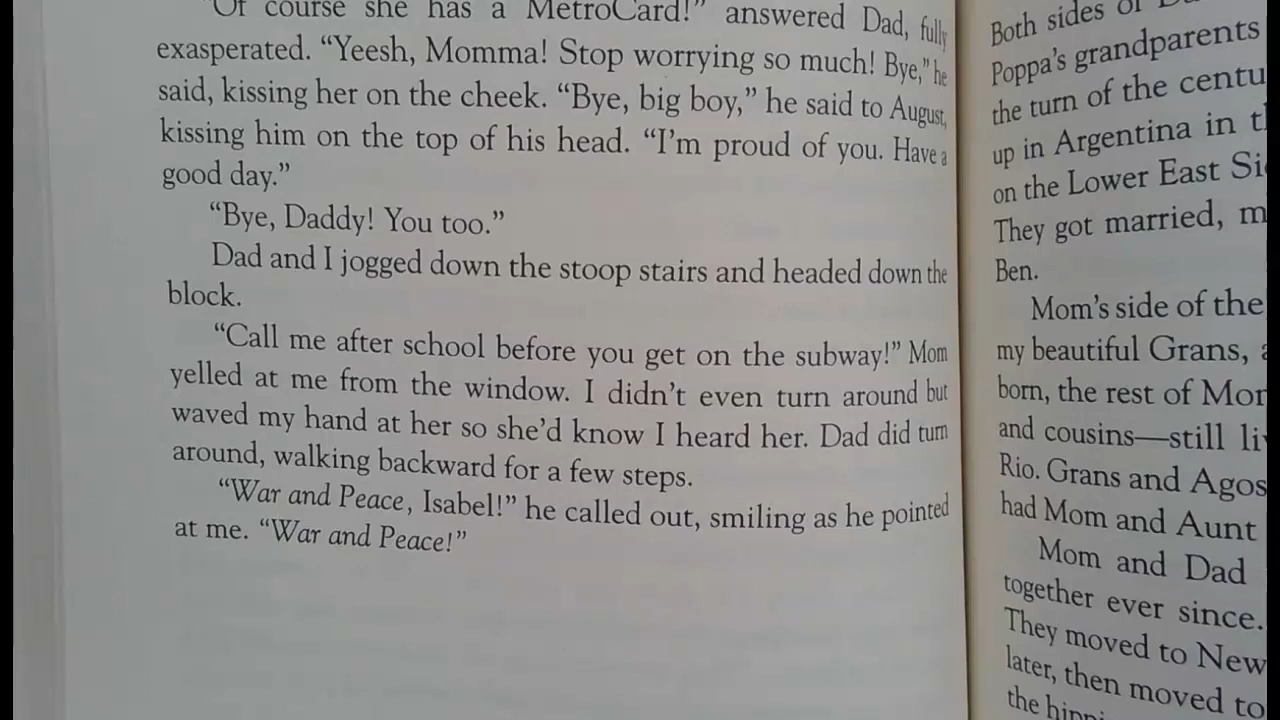 "Of course she has a MetroCard!" answered Dad, fully
exasperated. "Yeesh, Momma! Stop worrying so much! Bye," he
said, kissing her on the cheek. "Bye, big boy," he said to August,
kissing him on the top of his head. "I'm proud of you. Have a
good day."
"Bye, Daddy! You too."
Dad and I jogged down the stoop stairs and headed down the
block.
"Call me after school before you get on the subway!" Mom
yelled at me from the window. I didn't even turn around but
waved my hand at her so she'd know I heard her. Dad did turn
around, walking backward for a few steps.
"War and Peace, Isabel!" he called out, smiling as he pointed
at me. "War and Peace!"
Both sides of
Poppa's grandparents
the turn of the centu
up in Argentina in t
on the Lower East Si
They got married, m
Ben.
Mom's side of the
my beautiful Grans,
born, the rest of Mo
and cousins—still li
Rio. Grans and Agos
had Mom and Aunt
Mom and Dad
together ever since.
They moved to New
later, then moved to
the hipp